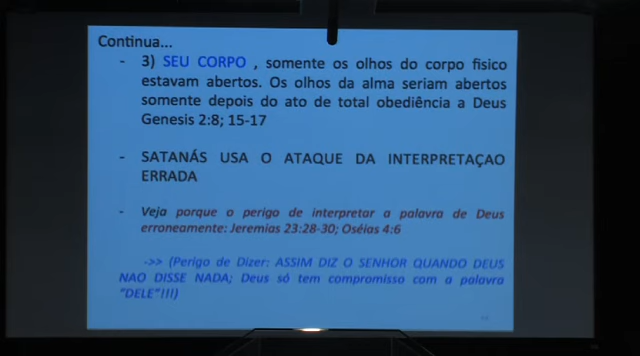 Continua...
- 3) SEU CORPO , somente os olhos do corpo fisico
estavam abertos. Os olhos da alma seriam abertos
somente depois do ato de total obediência a Deus
Genesis 2:8; 15-17
- SATANÁS USA O ATAQUE DA INTERPRETAÇAO
ERRADA
- Veja porque o perigo de interpretar a palavra de Deus
erroneamente: Jeremias 23:28-30; Oséias 4:6
->> (Perigo de Dizer: ASSIM DIZ O SENHOR QUANDO DEUS
NAO DISSE NADA; Deus só tem compromisso com a palavra
"DELE"!!!)